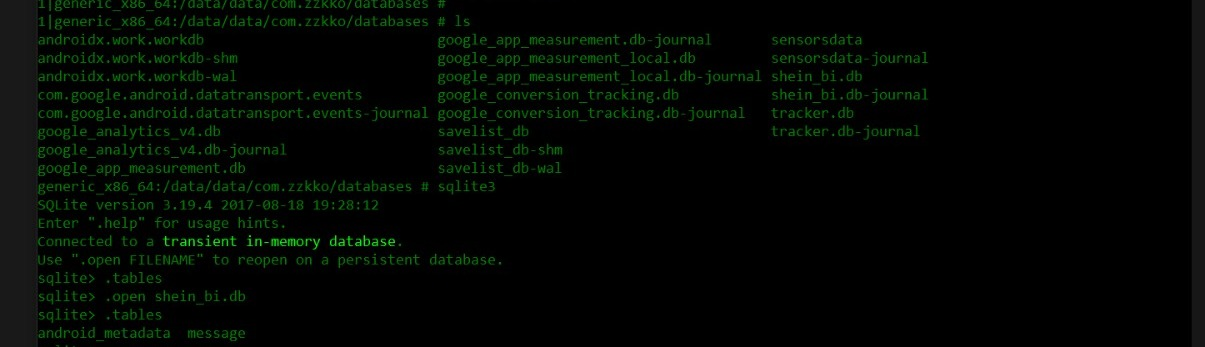 1|generic_x86_64:/data/data/com.zzkko/databases #
1|generic_x86_64:/data/data/com.zzkko/databases # ls
androidx.work.workdb google_app_measurement.db-journal sensorsdata
androidx.work.workdb-shm google_app_measurement_local.db sensorsdata-journal
androidx.work.workdb-wal google_app_measurement_local.db-journal shein_bi.db
com.google.android.datatransport.events google_conversion_tracking.db shein_bi.db-journal
com.google.android.datatransport.events-journal google_conversion_tracking.db-journal tracker.db
google_analytics_v4.db savelist_db tracker.db-journal
google_analytics_v4.db-journal savelist_db-shm
google_app_measurement.db savelist_db-wal
generic_x86_64:/data/data/com.zzkko/databases # sqlite3
SQLite version 3.19.4 2017-08-18 19:28:12
Enter ".help" for usage hints.
Connected to a transient in-memory database.
Use ".open FILENAME" to reopen on a persistent database.
sqlite> .tables
sqlite> .open shein_bi.db
sqlite> .tables
android_metadata message